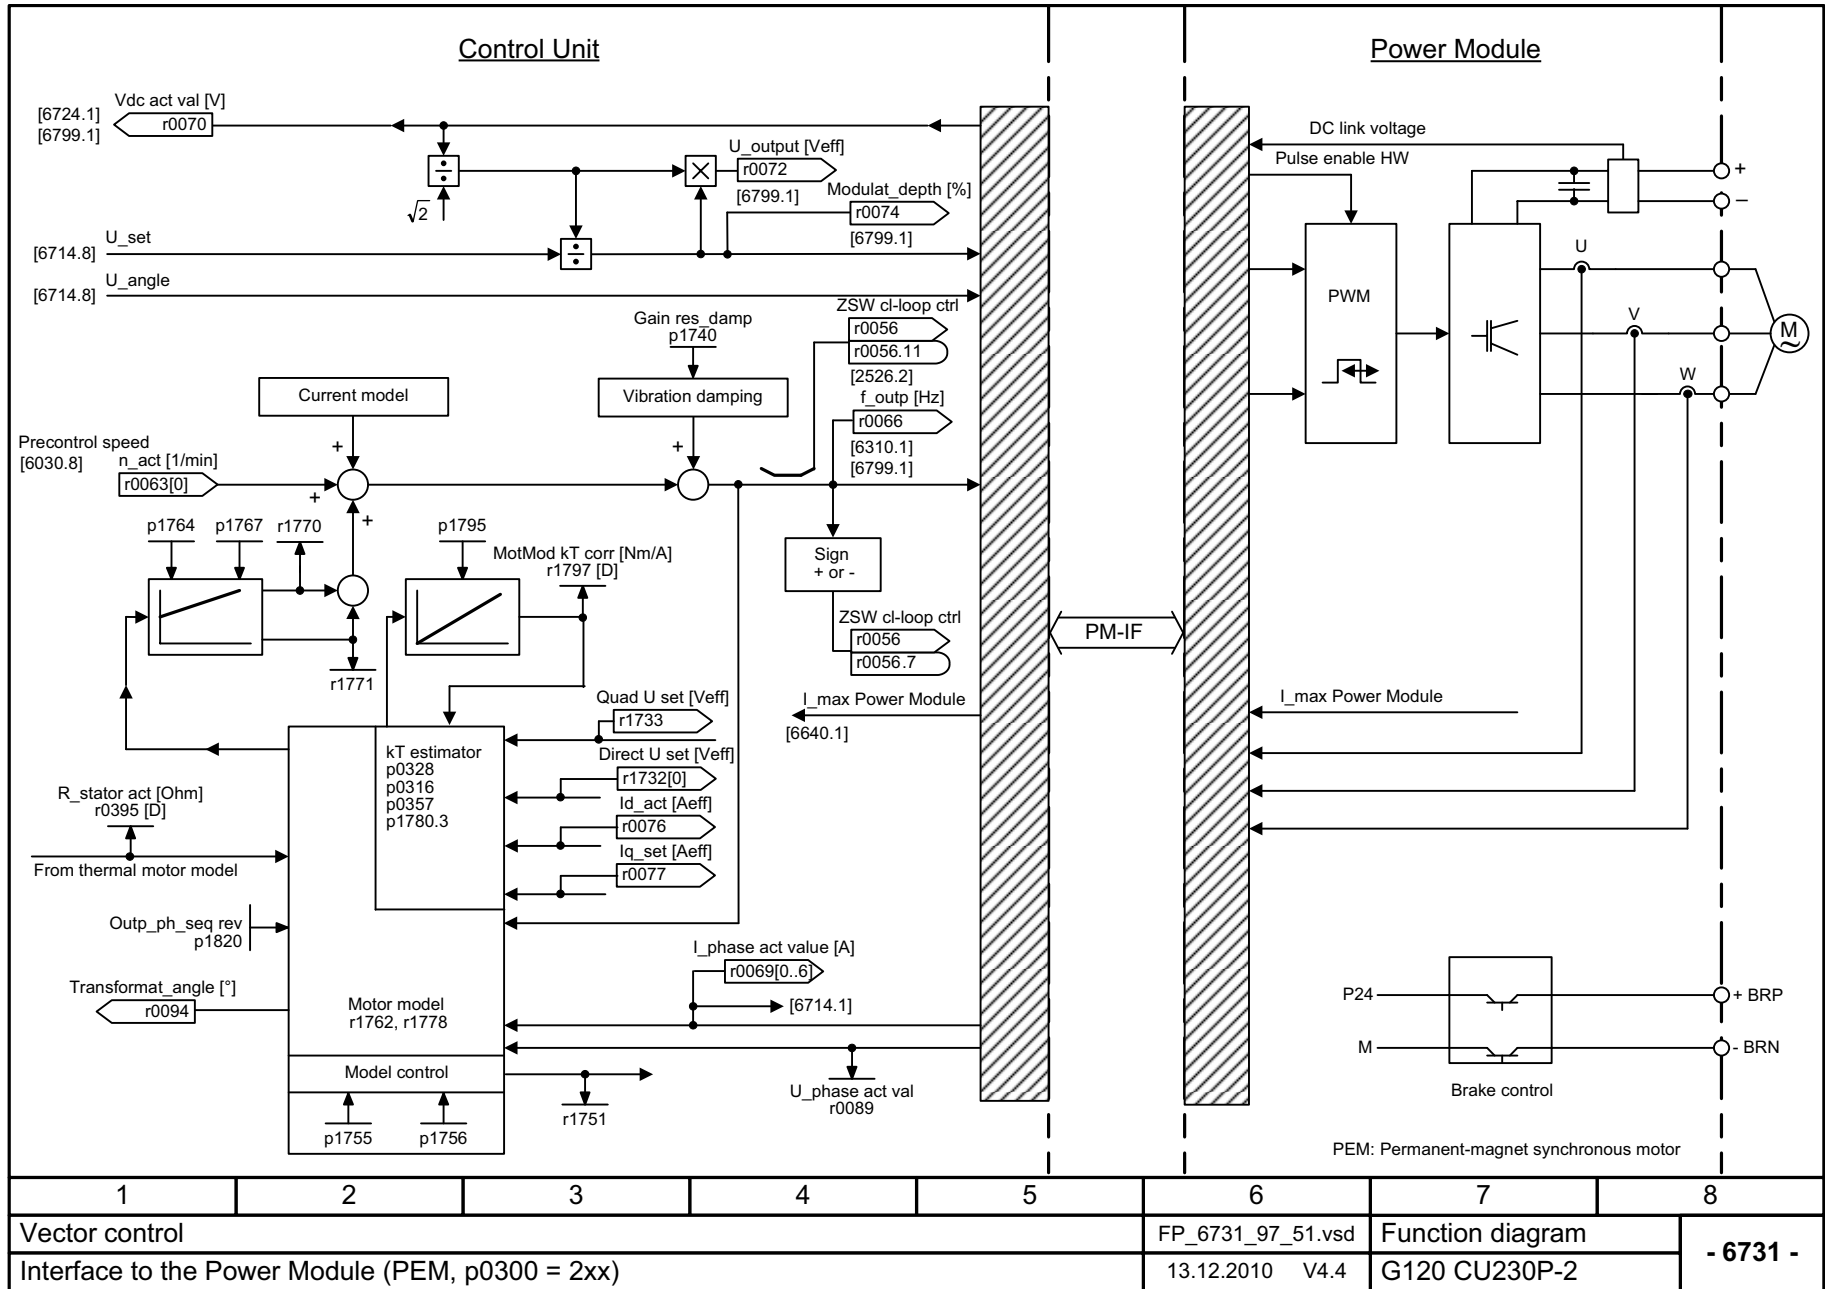 Control Unit
Power Module
Vdc act val [V]
[6724.1]
[6799.1]
r0070
÷
√2
U_output [Veff]
r0072
[6799.1]
×
Modulat_depth [%]
r0074
[6799.1]
U_set
[6714.8]
÷
U_angle
[6714.8]
DC link voltage
Pulse enable HW
+
–
PWM
U
V
W
M
~
Gain res_damp
p1740
Vibration damping
+
ZSW cl-loop ctrl
r0056
r0056.11
[2526.2]
f_outp [Hz]
r0066
[6310.1]
[6799.1]
Current model
+
Precontrol speed
[6030.8]
n_act [1/min]
r0063[0]
+
+
p1764
p1767
r1770
r1771
p1795
MotMod kT corr [Nm/A]
r1797 [D]
Sign
+ or -
ZSW cl-loop ctrl
r0056
r0056.7
PM-IF
I_max Power Module
[6640.1]
I_max Power Module
Quad U set [Veff]
r1733
Direct U set [Veff]
r1732[0]
Id_act [Aeff]
r0076
Iq_set [Aeff]
r0077
kT estimator
p0328
p0316
p0357
p1780.3
R_stator act [Ohm]
r0395 [D]
From thermal motor model
Outp_ph_seq rev
p1820
Transformat_angle [°]
r0094
Motor model
r1762, r1778
Model control
p1755
p1756
r1751
I_phase act value [A]
r0069[0..6]
[6714.1]
U_phase act val
r0089
P24
M
+ BRP
- BRN
Brake control
PEM: Permanent-magnet synchronous motor
1 2 3 4 5 6 7 8
Vector control
FP_6731_97_51.vsd
Function diagram
- 6731 -
Interface to the Power Module (PEM, p0300 = 2xx)
13.12.2010 V4.4
G120 CU230P-2